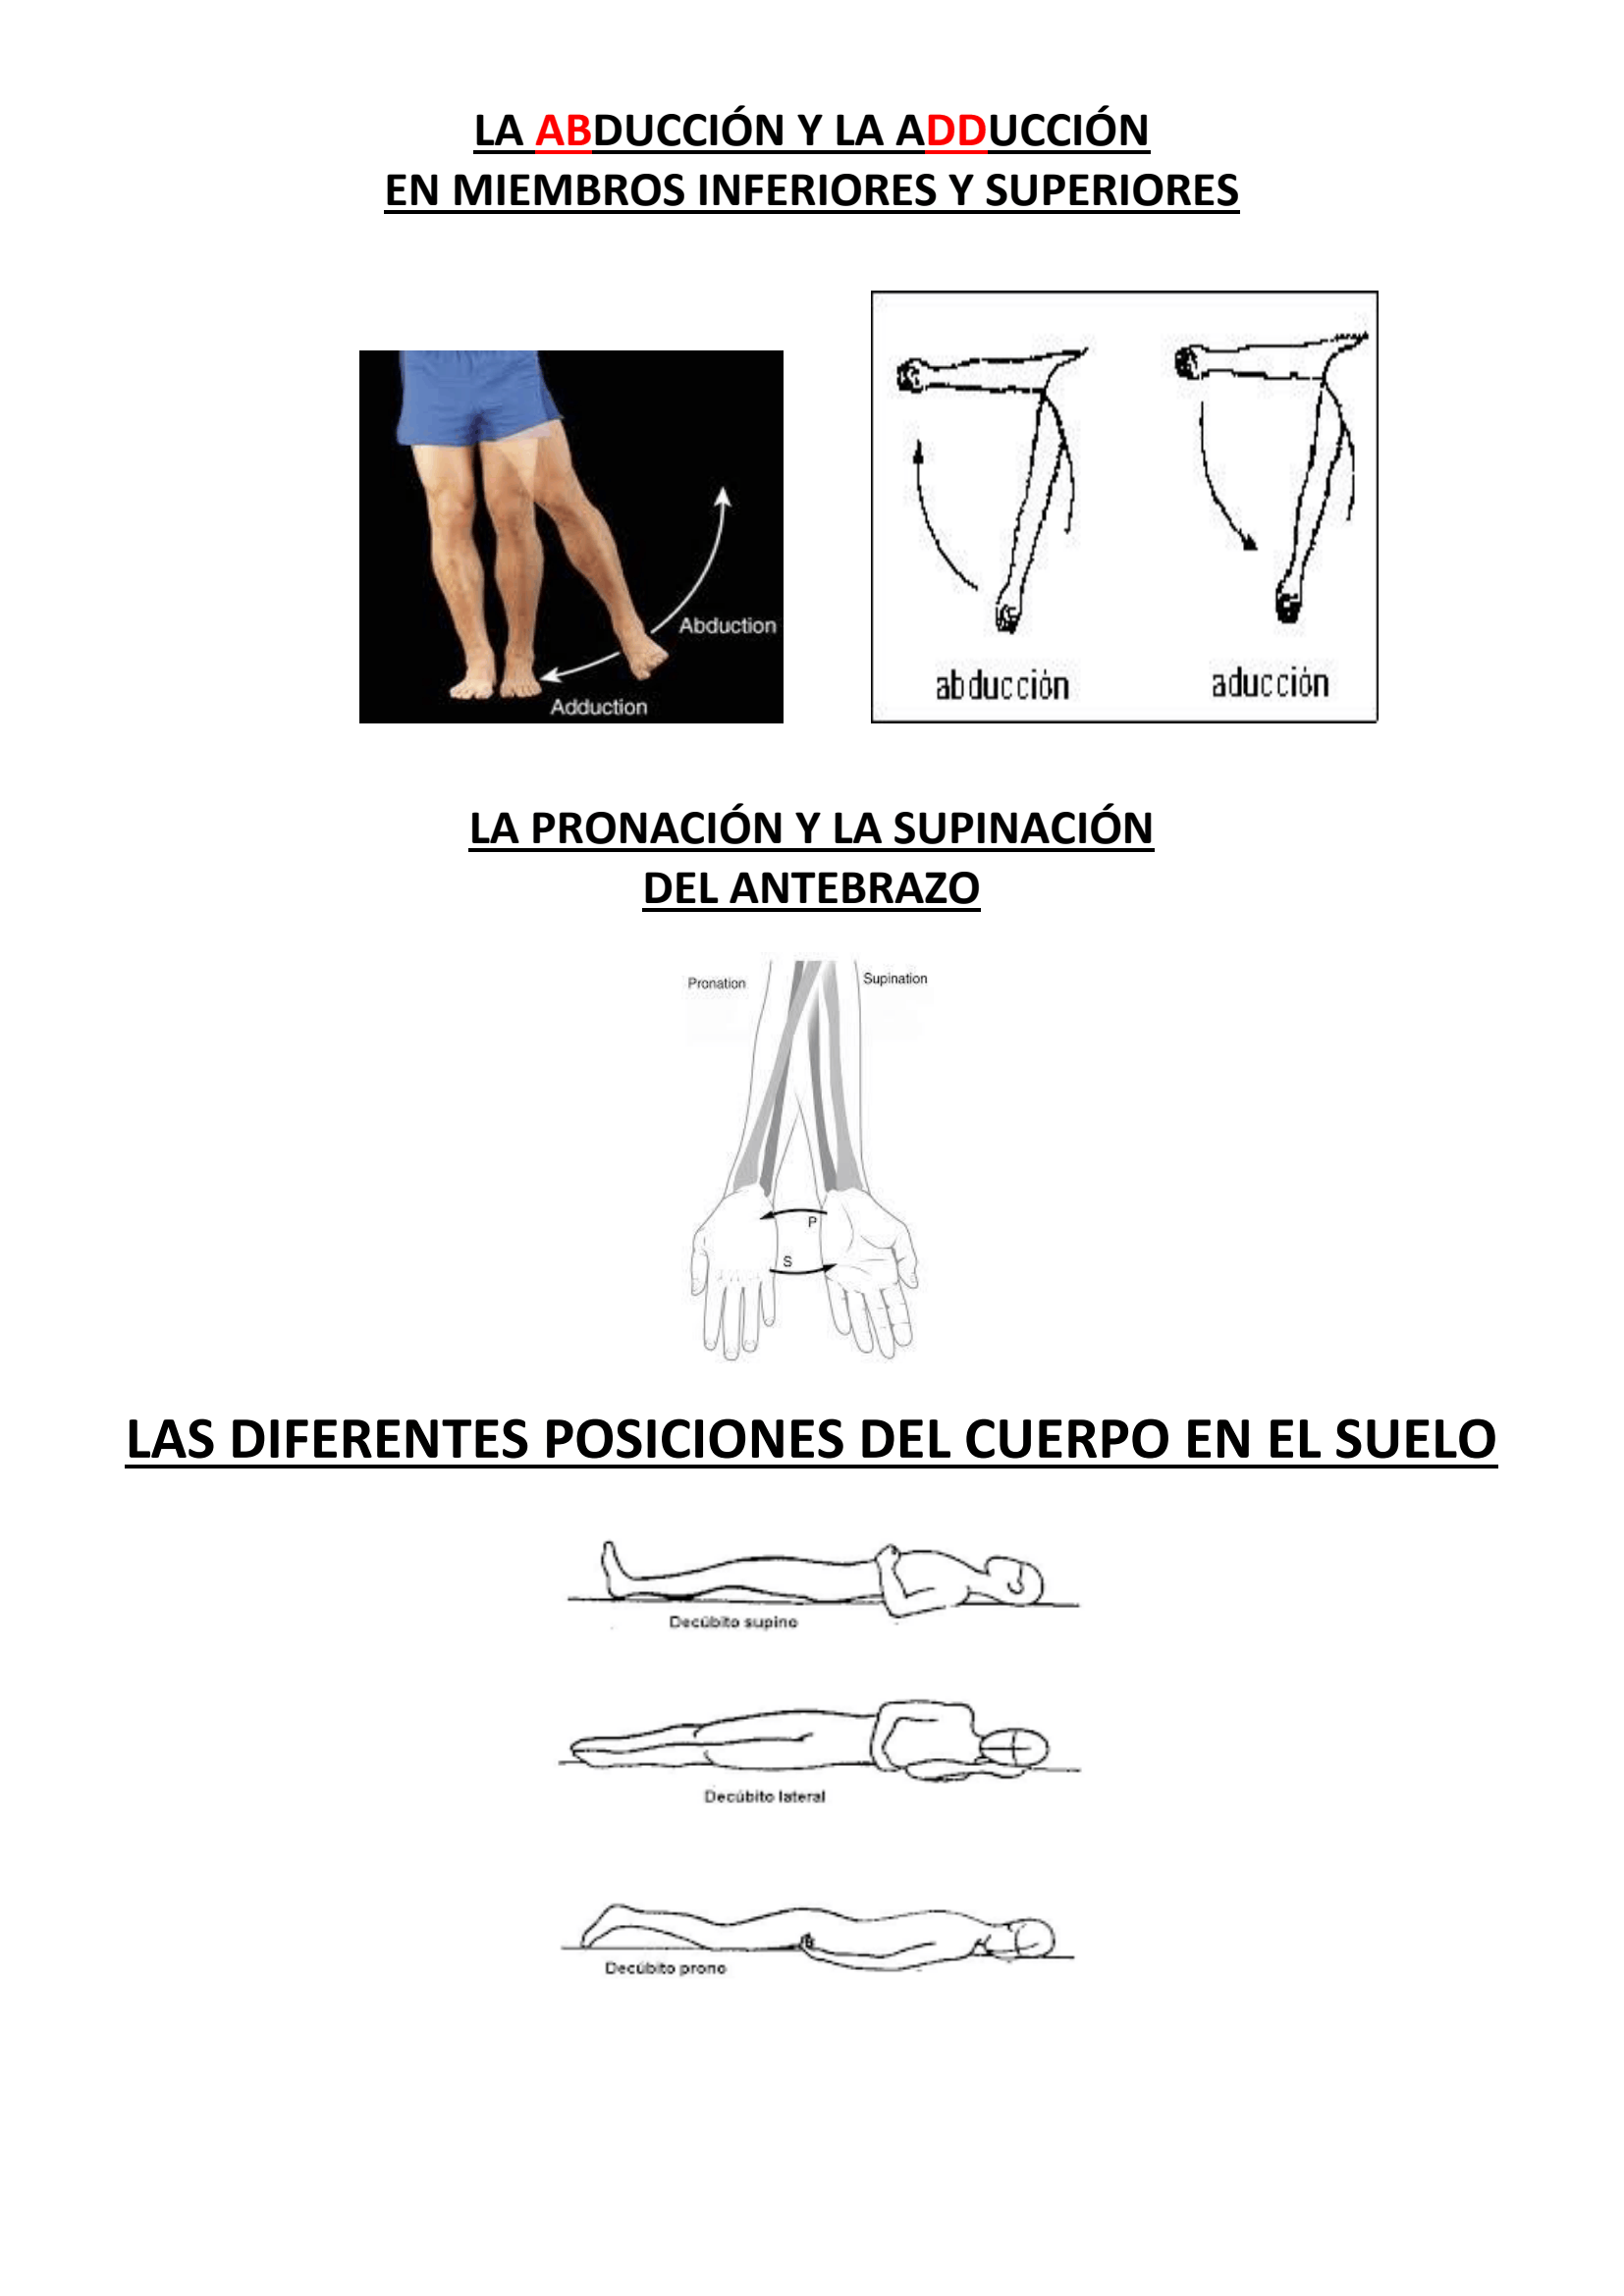 LA ABDUCCIÓN Y LA ADDUCCIÓN
EN MIEMBROS INFERIORES Y SUPERIORES
Abduction
Adduction
abducción
aducción
LA PRONACIÓN Y LA SUPINACIÓN
DEL ANTEBRAZO
Pronation
Supination
P
S
LAS DIFERENTES POSICIONES DEL CUERPO EN EL SUELO
Decúbito supino
Decúbito lateral
Decúbito prono